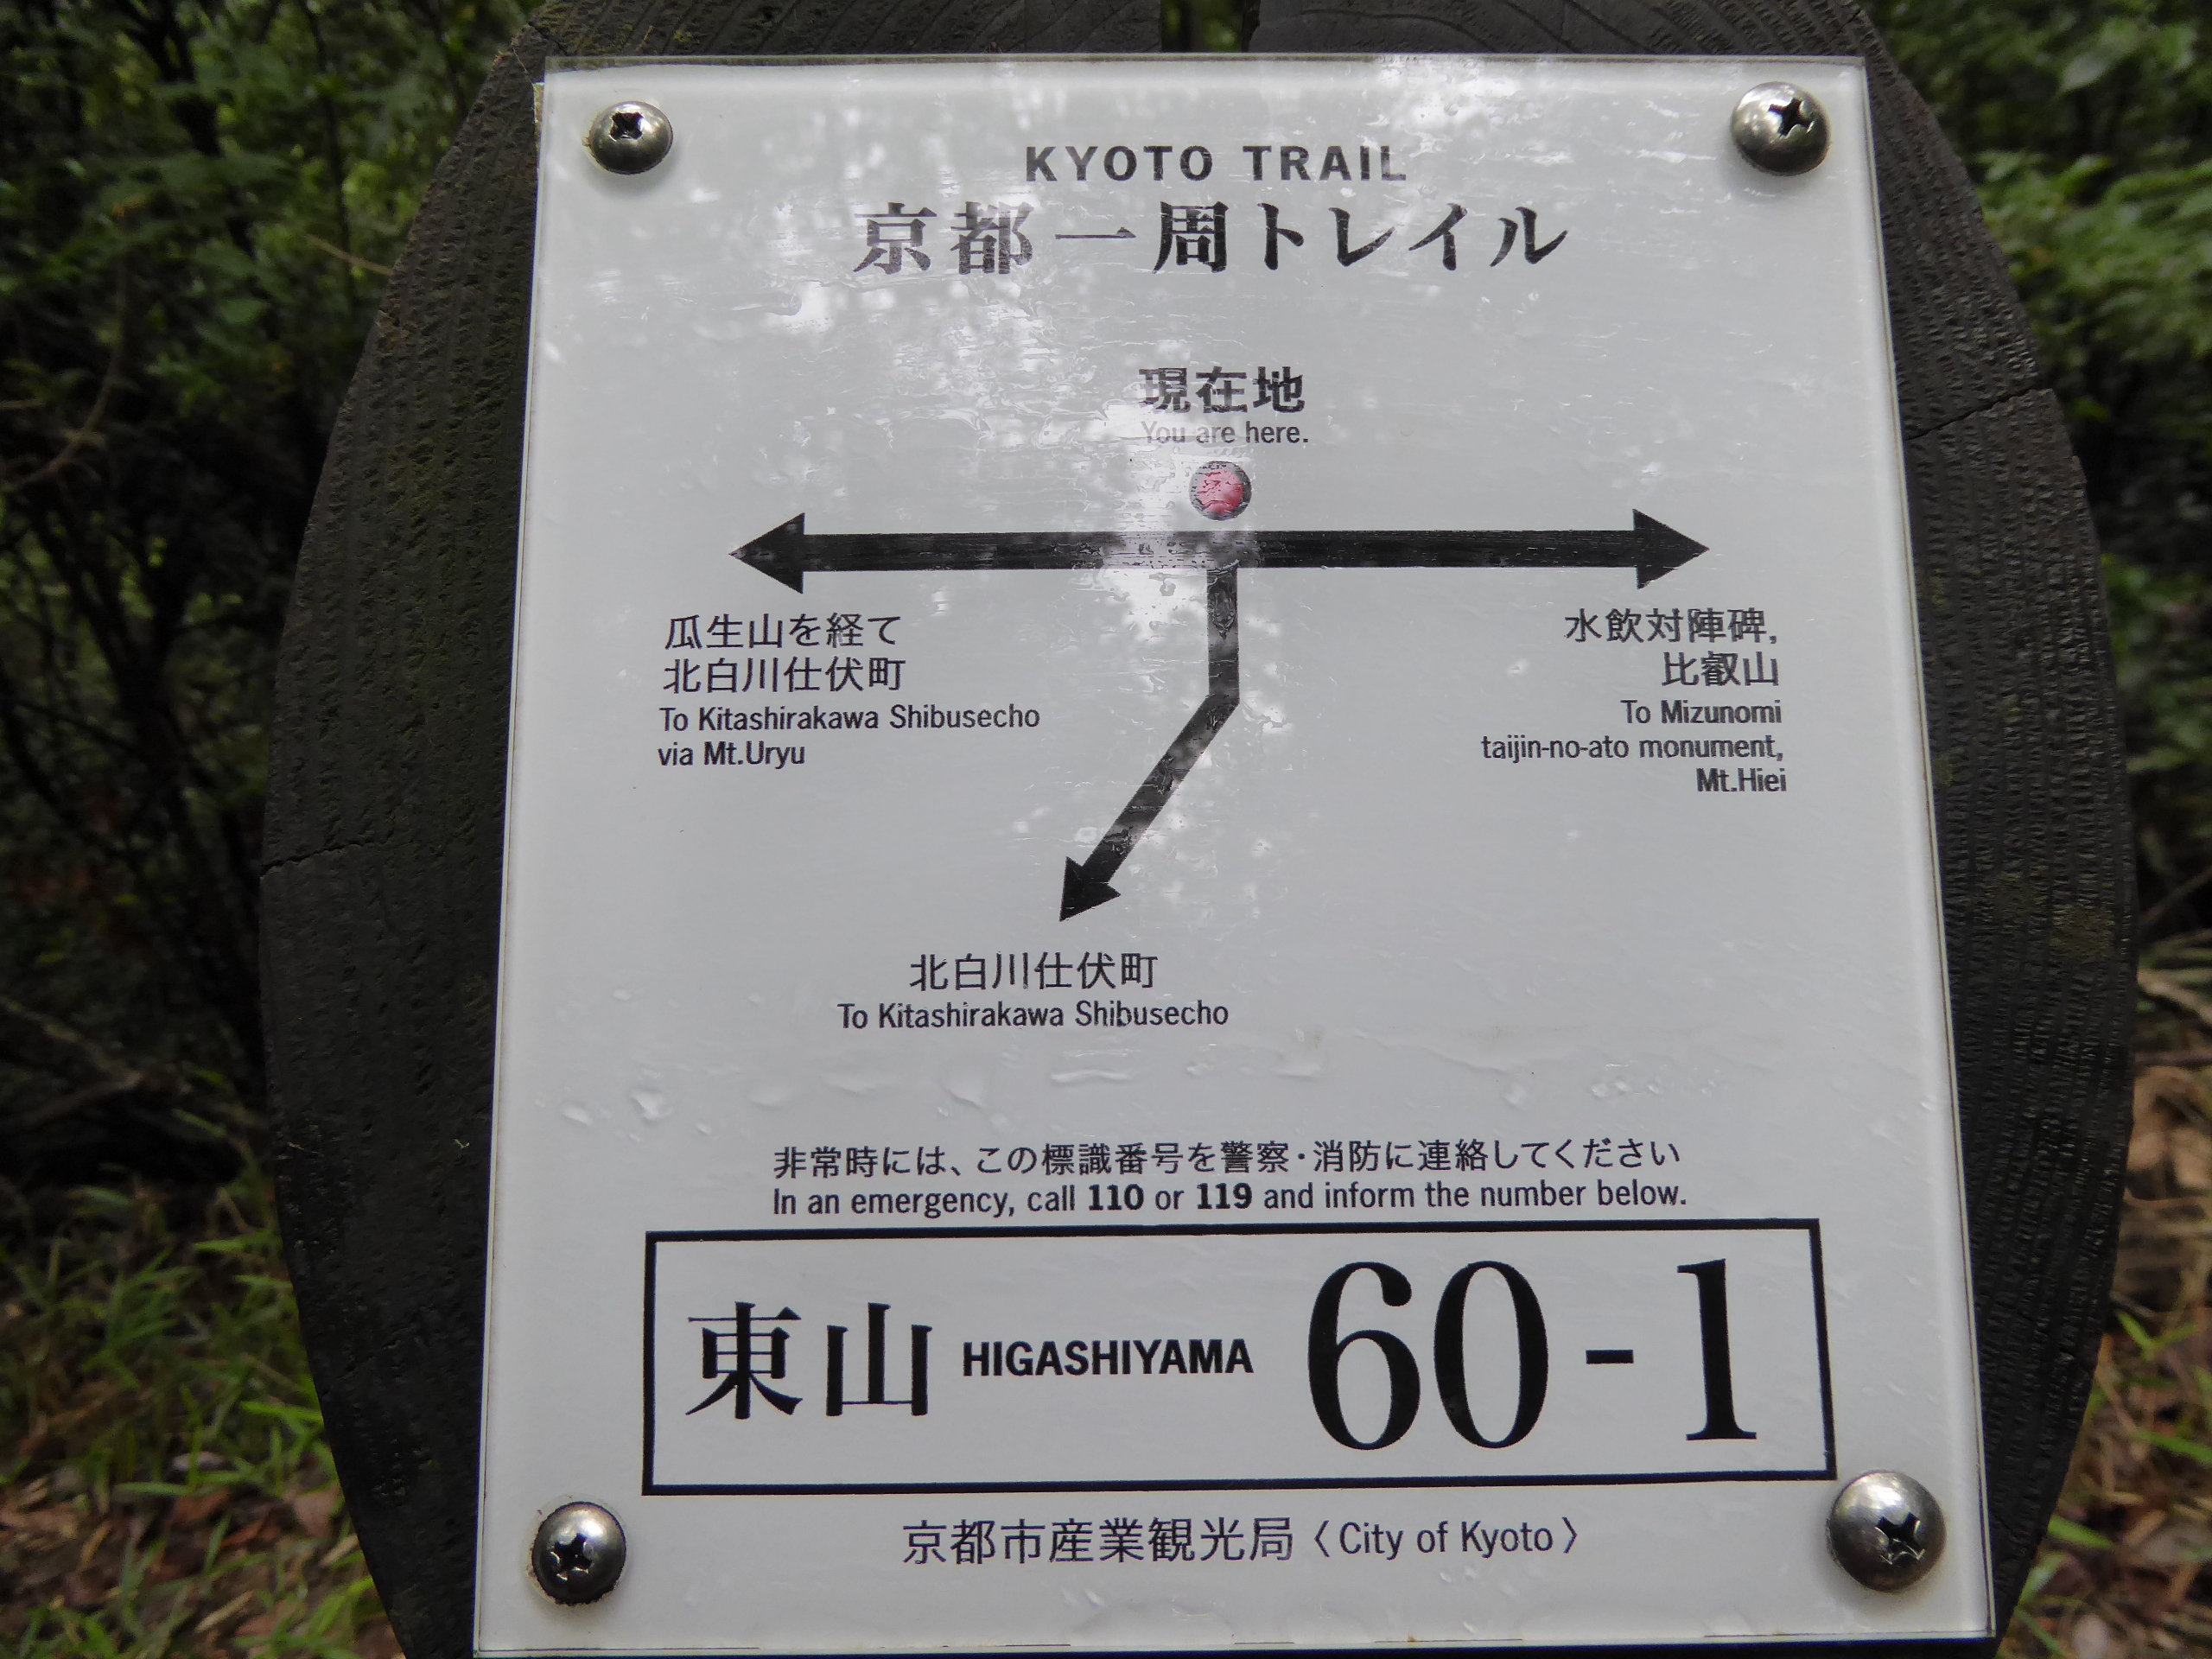 KYOTO TRAIL
京都一周トレイル
現在地
You are here.
瓜生山を経て
北白川仕伏町
To Kitashirakawa Shibusecho
via Mt.Uryu
水飲対陣碑,
比叡山
To Mizunomi
taijin-no-ato monument,
Mt.Hiei
北白川仕伏町
To Kitashirakawa Shibusecho
非常時には、この標識番号を警察・消防に連絡してください
In an emergency, call 110 or 119 and inform the number below.
東山 HIGASHIYAMA 60-1
京都市産業観光局〈City of Kyoto〉